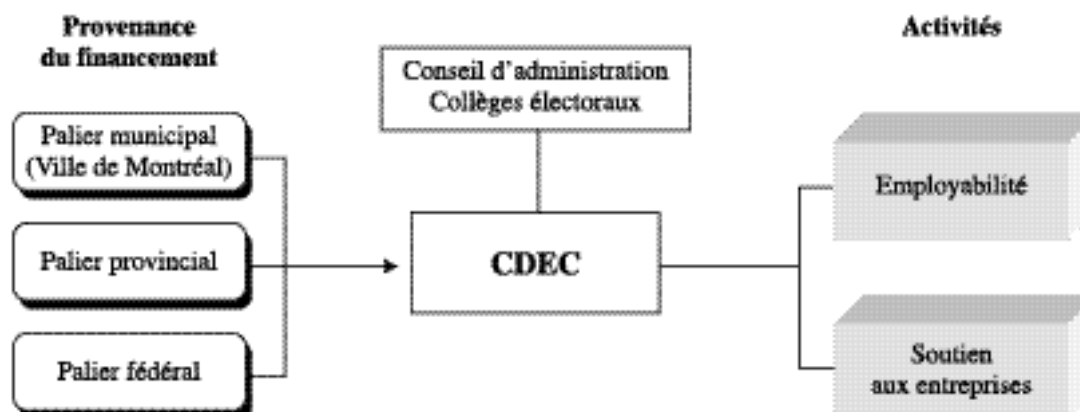 Provenance
du financement
Activités
Conseil d'administration
Collèges électoraux
Palier municipal
(Ville de Montréal)
Employabilité
Palier provincial
CDEC
Palier fédéral
Soutien
aux entreprises